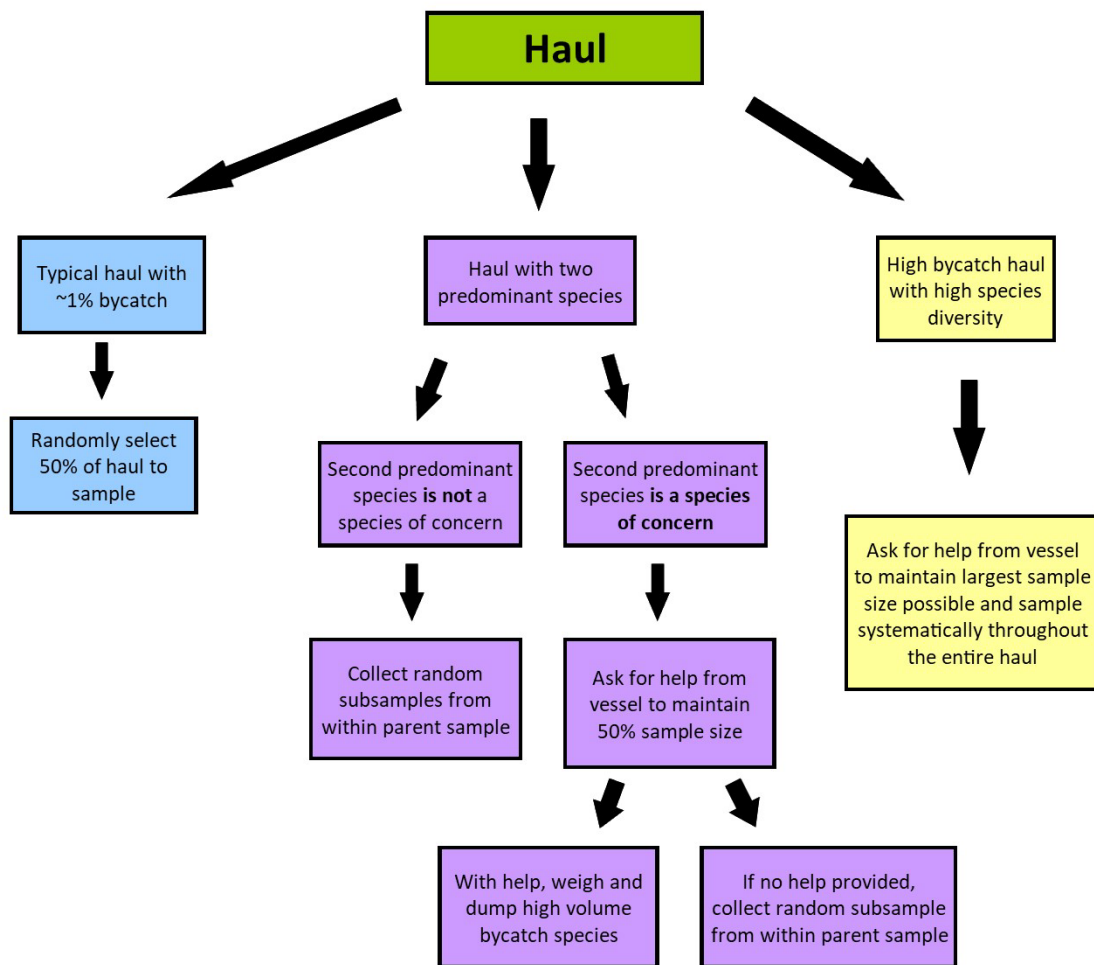 Haul
Typical haul with
~1% bycatch
Randomly select
50% of haul to
sample
Haul with two
predominant species
Second predominant
species is not a
species of concern
Collect random
subsamples from
within parent sample
Second predominant
species is a species
of concern
Ask for help from
vessel to maintain
50% sample size
With help, weigh and
dump high volume
bycatch species
If no help provided,
collect random subsample
from within parent sample
High bycatch haul
with high species
diversity
Ask for help from vessel
to maintain largest sample
size possible and sample
systematically throughout
the entire haul